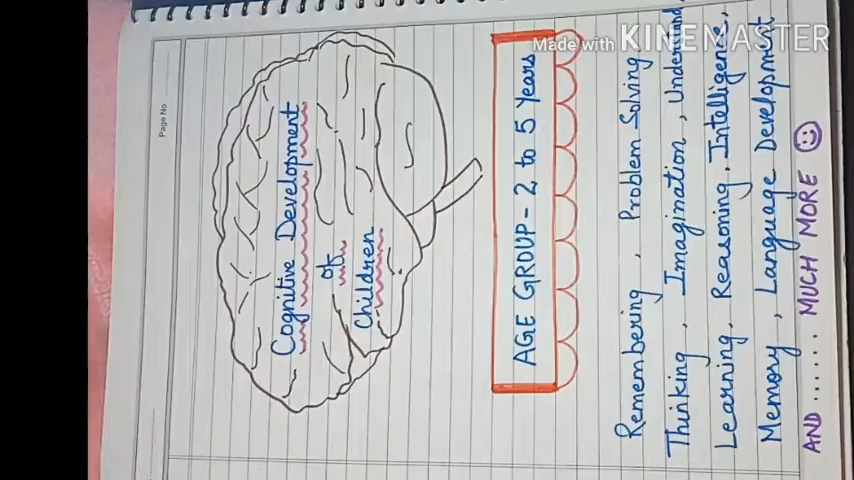 Page No
Cognitive Development
of
Children
AGE GROUP - 2 to 5 Years
Remembering , Problem Solving
Thinking , Imagination , Understand
Learning , Reasoning , Intelligence ,
Memory , Language Development
AND ...... MUCH MORE
Made with KINEMASTER